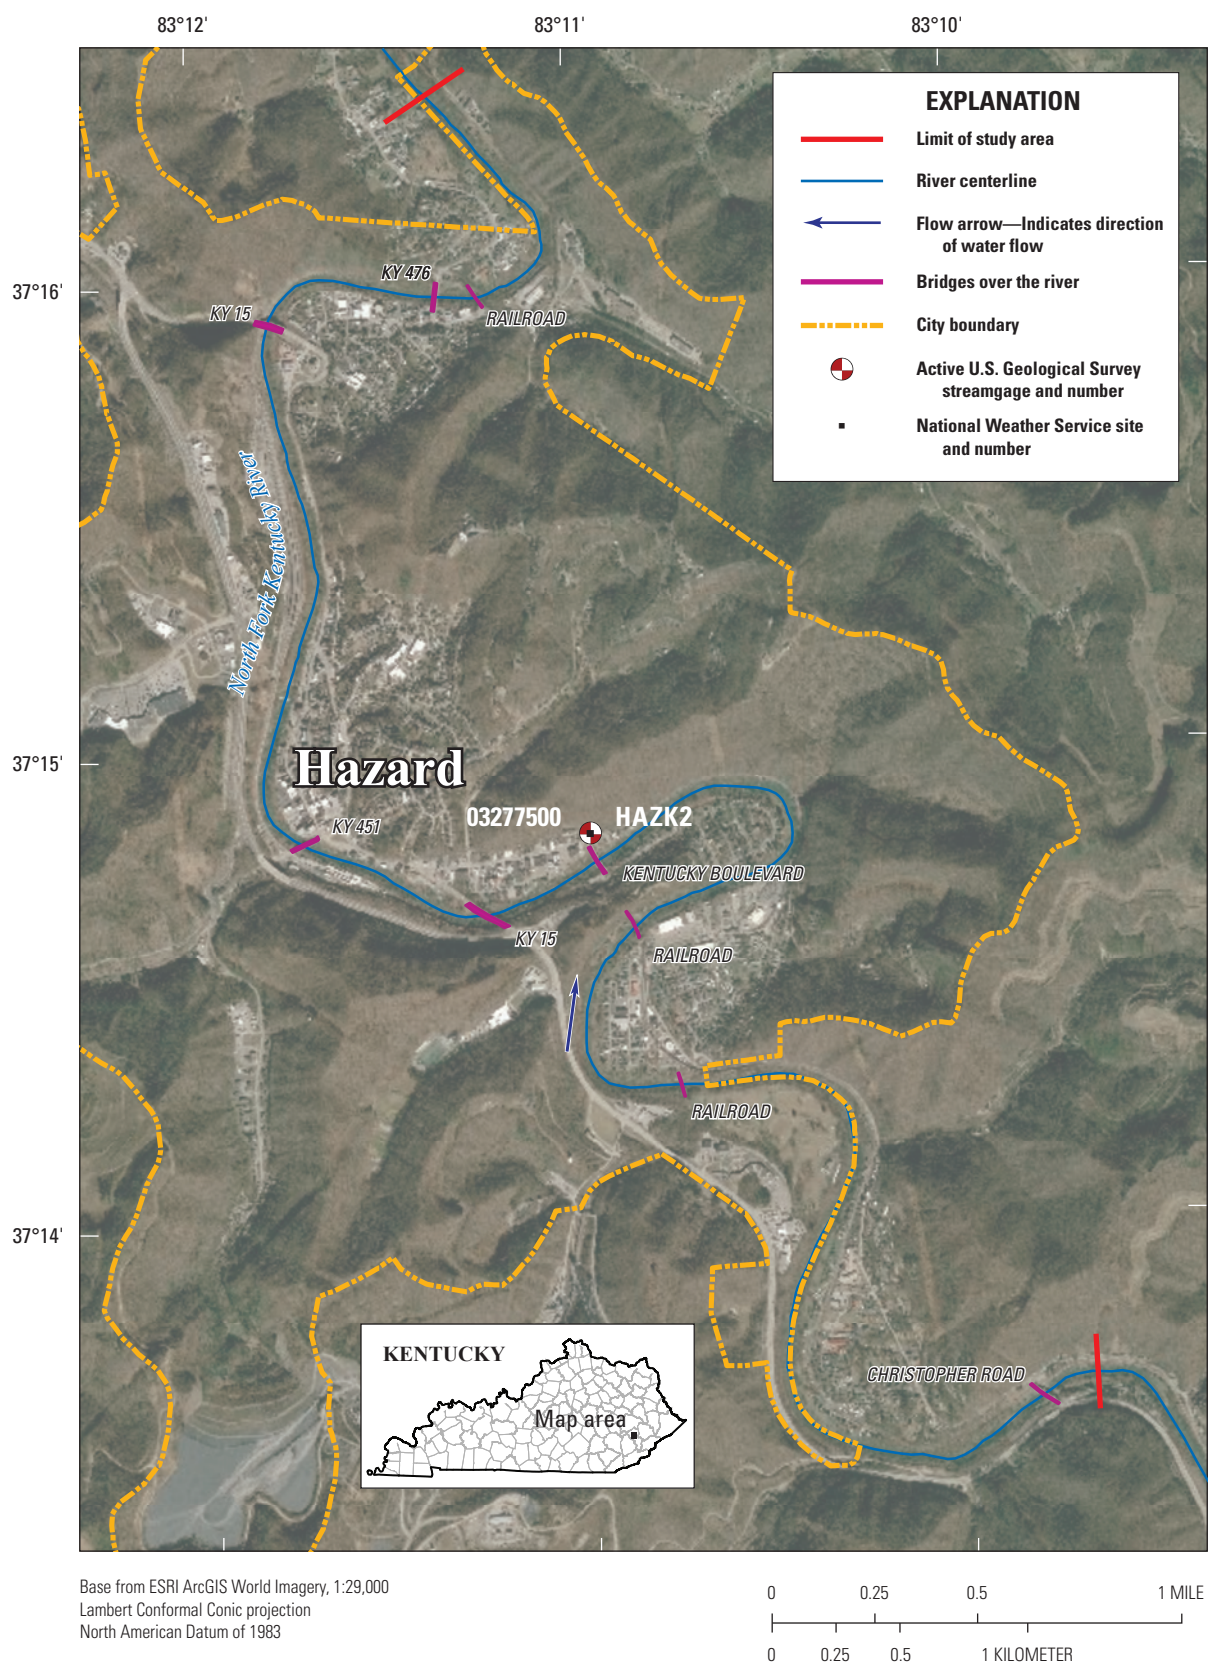 83°12'
83°11'
83°10'
EXPLANATION
Limit of study area
River centerline
Flow arrow—Indicates direction
of water flow
Bridges over the river
City boundary
Active U.S. Geological Survey
streamgage and number
National Weather Service site
and number
KY 476
37°16'
KY 15
RAILROAD
North Fork Kentucky River
37°15'
Hazard
03277500
HAZK2
KY 451
KENTUCKY BOULEVARD
KY 15
RAILROAD
RAILROAD
37°14'
KENTUCKY
Map area
CHRISTOPHER ROAD
Base from ESRI ArcGIS World Imagery, 1:29,000
Lambert Conformal Conic projection
North American Datum of 1983
0 0.25 0.5 1 MILE
0 0.25 0.5 1 KILOMETER